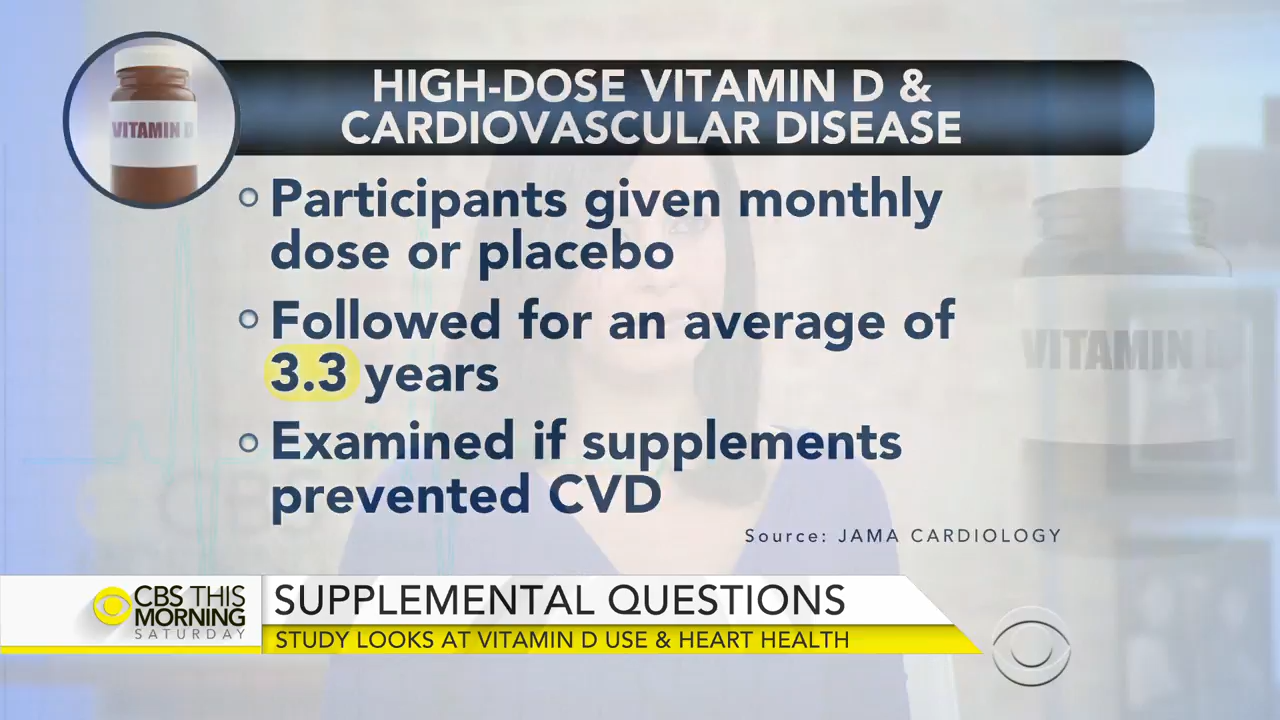 HIGH-DOSE VITAMIN D &
CARDIOVASCULAR DISEASE
VITAMIN D
Participants given monthly
dose or placebo
Followed for an average of
3.3 years
Examined if supplements
prevented CVD
VITAMIN D
Source: JAMA CARDIOLOGY
CBS THIS
MORNING
SATURDAY
SUPPLEMENTAL QUESTIONS
STUDY LOOKS AT VITAMIN D USE & HEART HEALTH